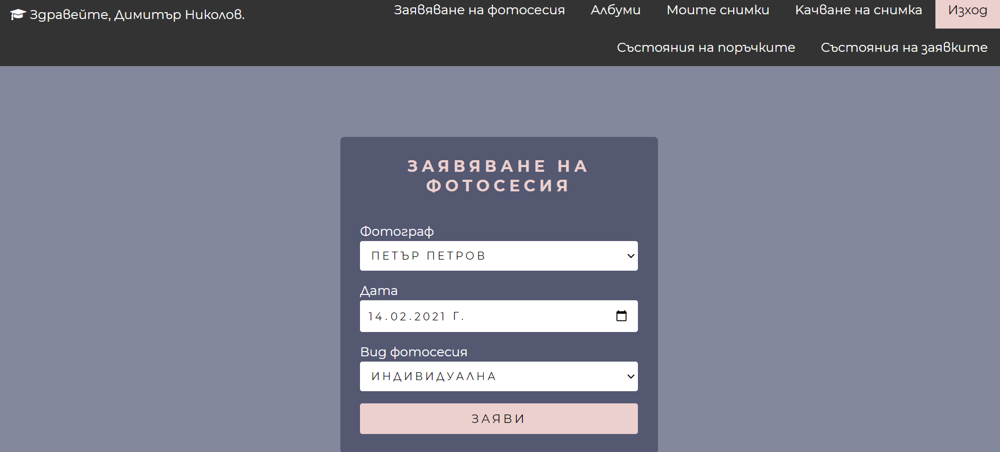 Здравейте, Димитър Николов.
Заявяване на фотосесия
Албуми
Моите снимки
Качване на снимка
Изход
Състояния на поръчките
Състояния на заявките
ЗАЯВЯВАНЕ НА
ФОТОСЕСИЯ
Фотограф
ПЕТЪР ПЕТРОВ
Дата
14.02.2021 Г.
Вид фотосесия
ИНДИВИДУАЛНА
ЗАЯВИ